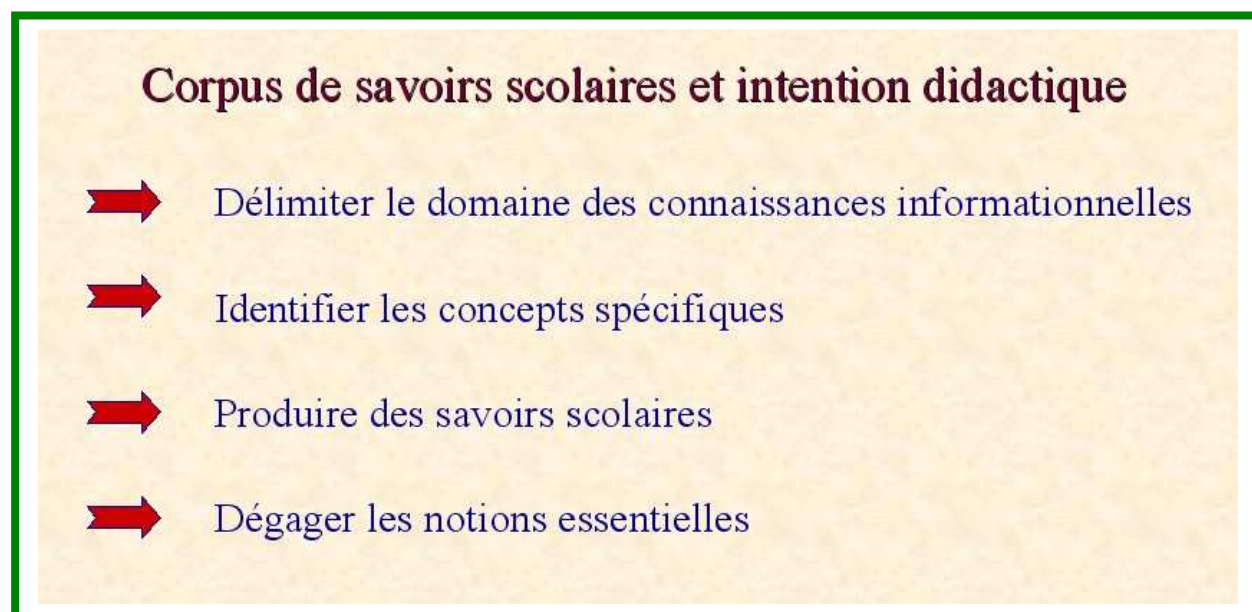 Corpus de savoirs scolaires et intention didactique
Délimiter le domaine des connaissances informationnelles
Identifier les concepts spécifiques
Produire des savoirs scolaires
Dégager les notions essentielles